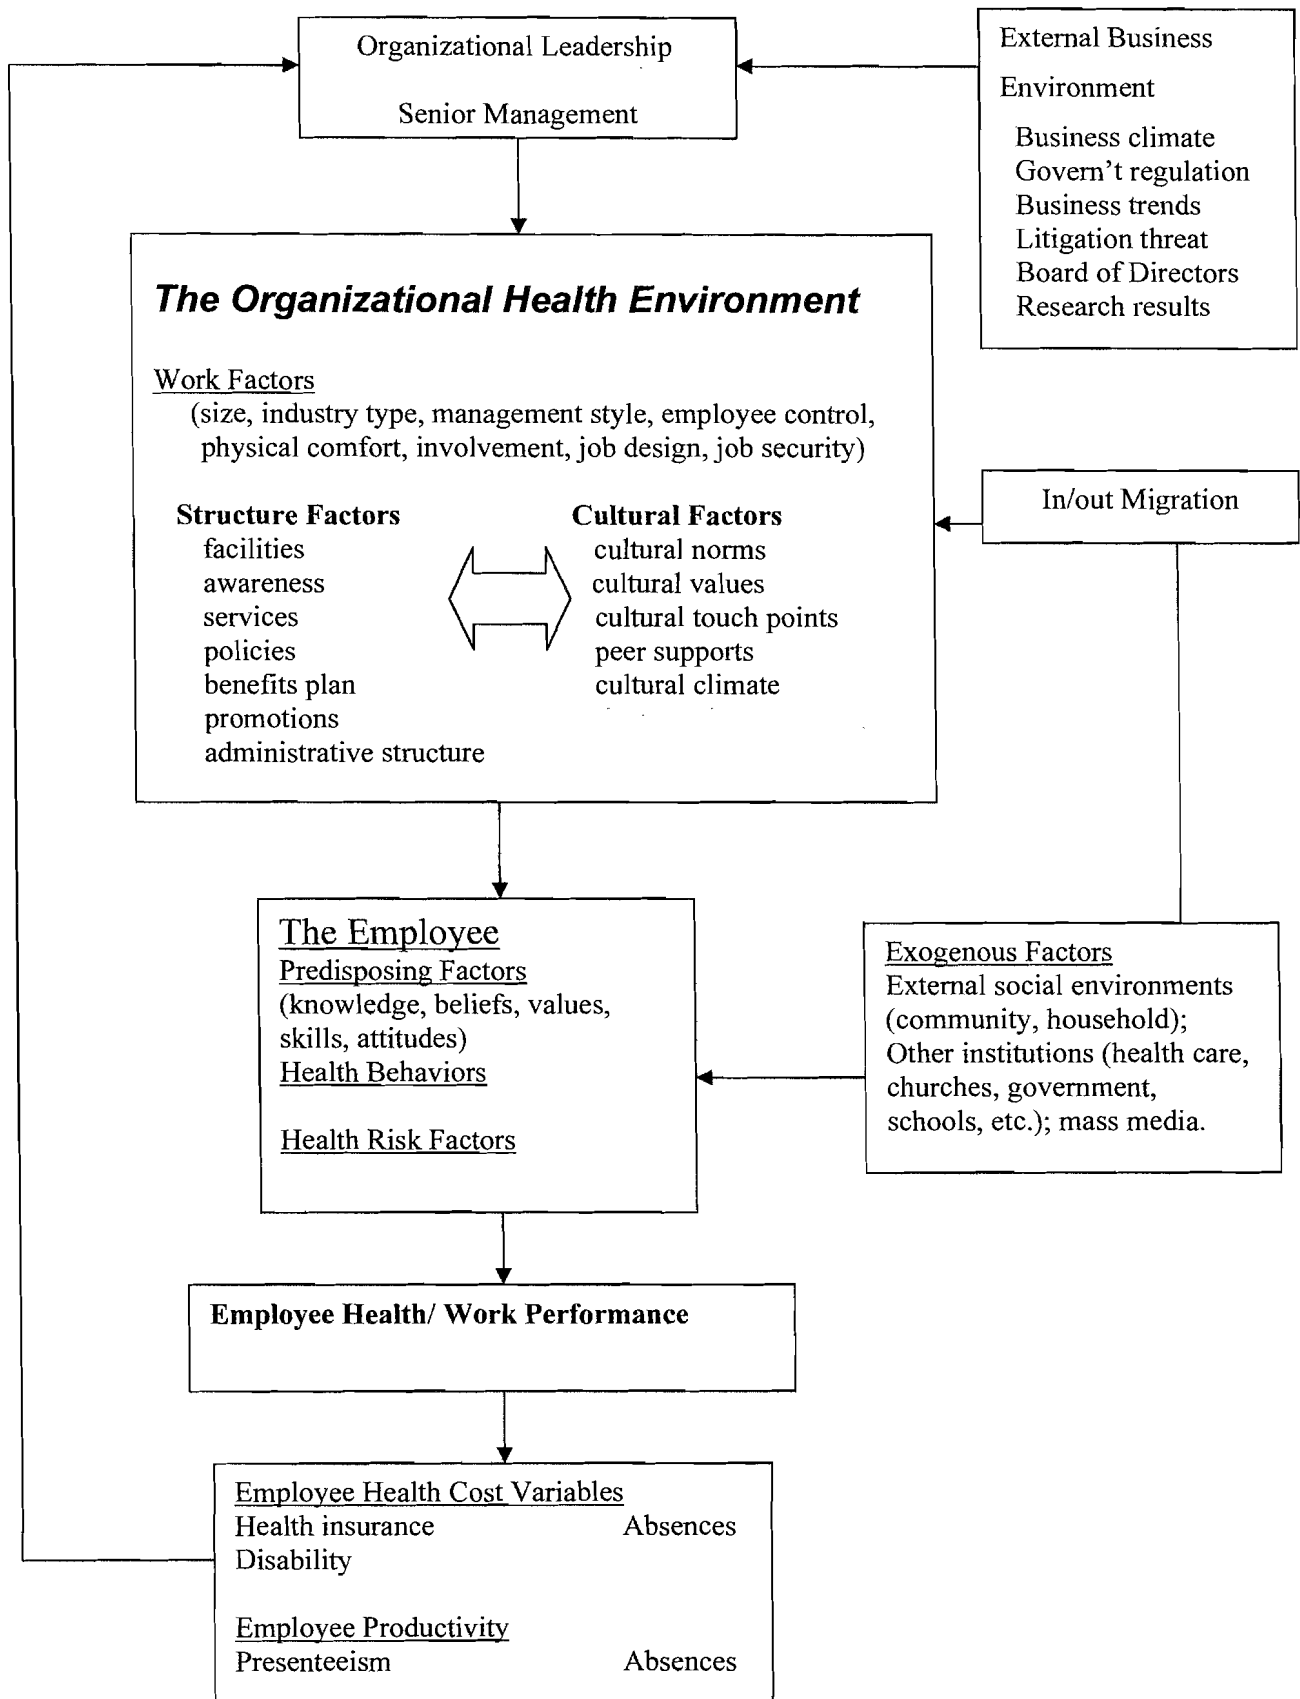 Organizational Leadership
Senior Management
External Business
Environment
Business climate
Govern't regulation
Business trends
Litigation threat
Board of Directors
Research results
The Organizational Health Environment
Work Factors
(size, industry type, management style, employee control,
physical comfort, involvement, job design, job security)
Structure Factors
facilities
awareness
services
policies
benefits plan
promotions
administrative structure
Cultural Factors
cultural norms
cultural values
cultural touch points
peer supports
cultural climate
In/out Migration
The Employee
Predisposing Factors
(knowledge, beliefs, values,
skills, attitudes)
Health Behaviors
Health Risk Factors
Exogenous Factors
External social environments
(community, household);
Other institutions (health care,
churches, government,
schools, etc.); mass media.
Employee Health/ Work Performance
Employee Health Cost Variables
Health insurance Absences
Disability
Employee Productivity
Presenteeism Absences